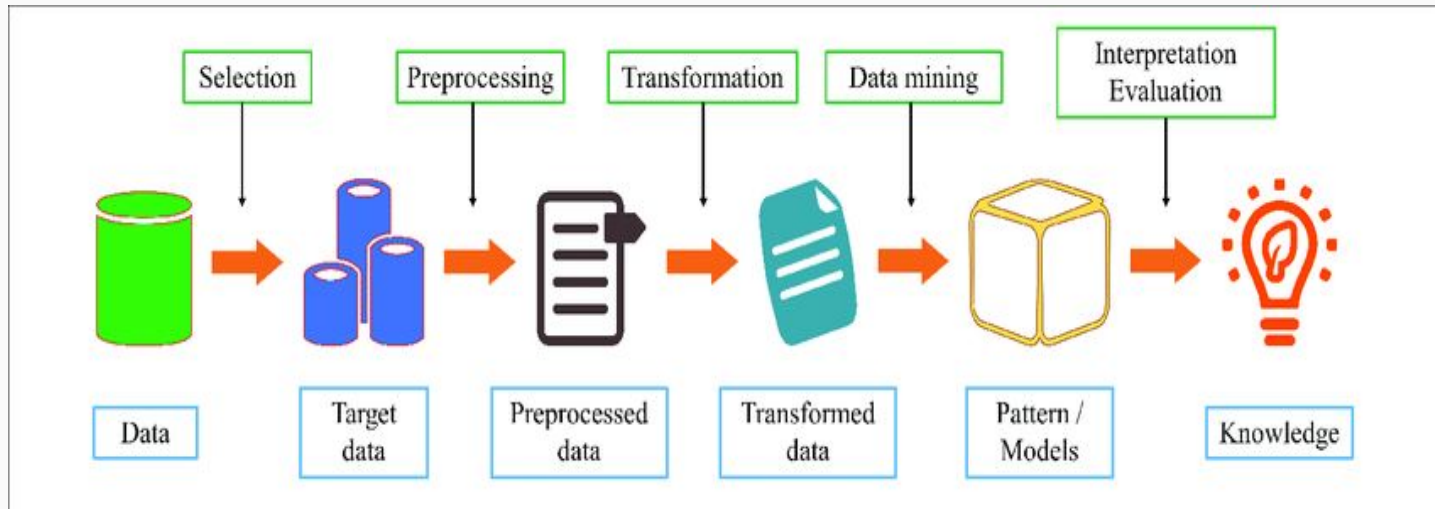 Selection
Preprocessing
Transformation
Data mining
Interpretation
Evaluation
Data
Target
data
Preprocessed
data
Transformed
data
Pattern /
Models
Knowledge